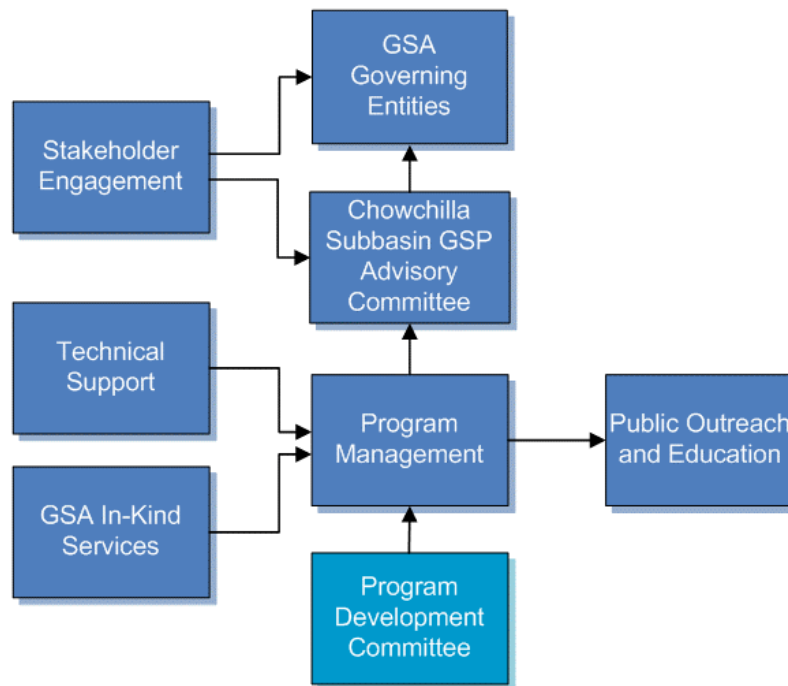 GSA
Governing
Entities
Stakeholder
Engagement
Chowchilla
Subbasin GSP
Advisory
Committee
Technical
Support
Program
Management
Public Outreach
and Education
GSA In-Kind
Services
Program
Development
Committee